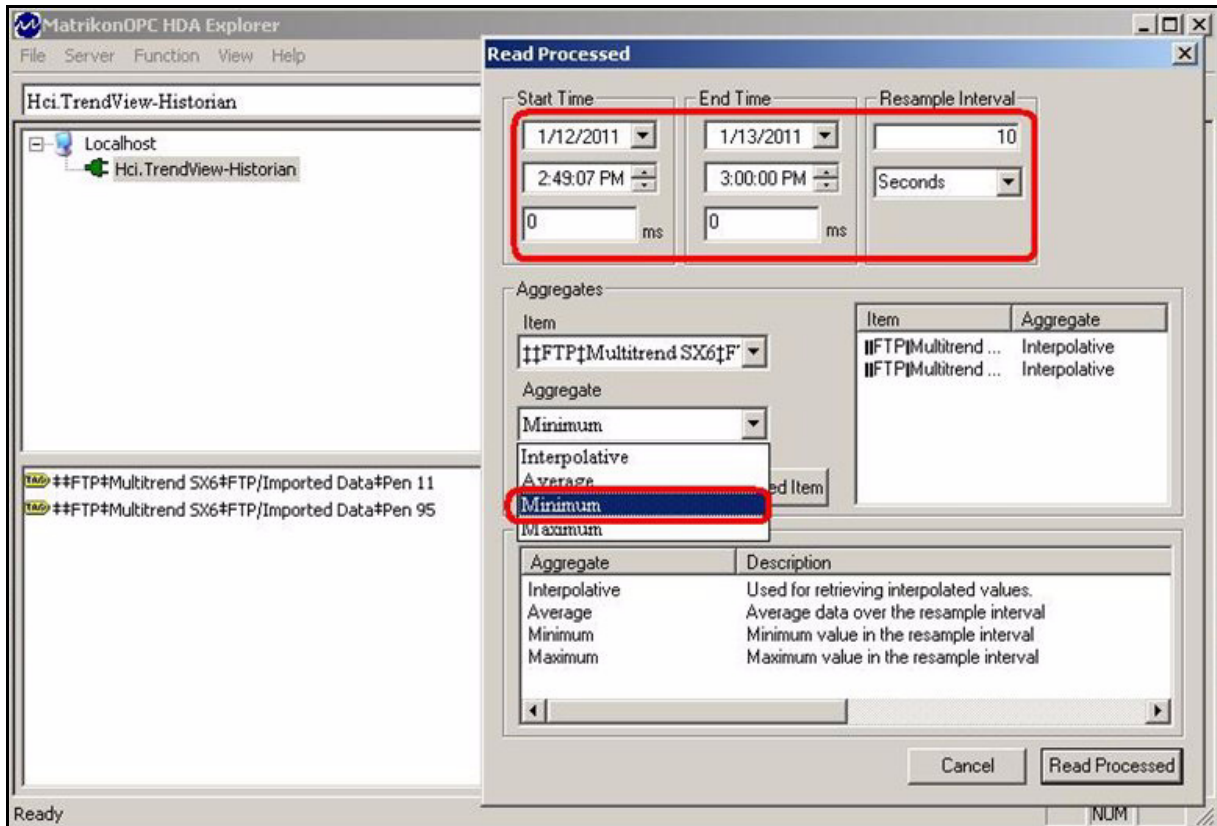 MatrikonOPC HDA Explorer
File Server Function View Help
Hci.TrendView-Historian
Localhost
Hci.TrendView-Historian
‡‡FTP‡Multitrend SX6‡FTP/Imported Data‡Pen 11
‡‡FTP‡Multitrend SX6‡FTP/Imported Data‡Pen 95
Ready
NUM
Read Processed
Start Time End Time Resample Interval
1/12/2011 1/13/2011 10
2:49:07 PM 3:00:00 PM Seconds
0 ms 0 ms
Aggregates
Item
‡‡FTP‡Multitrend SX6‡F
Aggregate
Minimum
Interpolative
Average
Minimum
Maximum
ed Item
Item Aggregate
‖FTP|Multitrend ... Interpolative
‖FTP|Multitrend ... Interpolative
Aggregate Description
Interpolative Used for retrieving interpolated values.
Average Average data over the resample interval
Minimum Minimum value in the resample interval
Maximum Maximum value in the resample interval
Cancel Read Processed